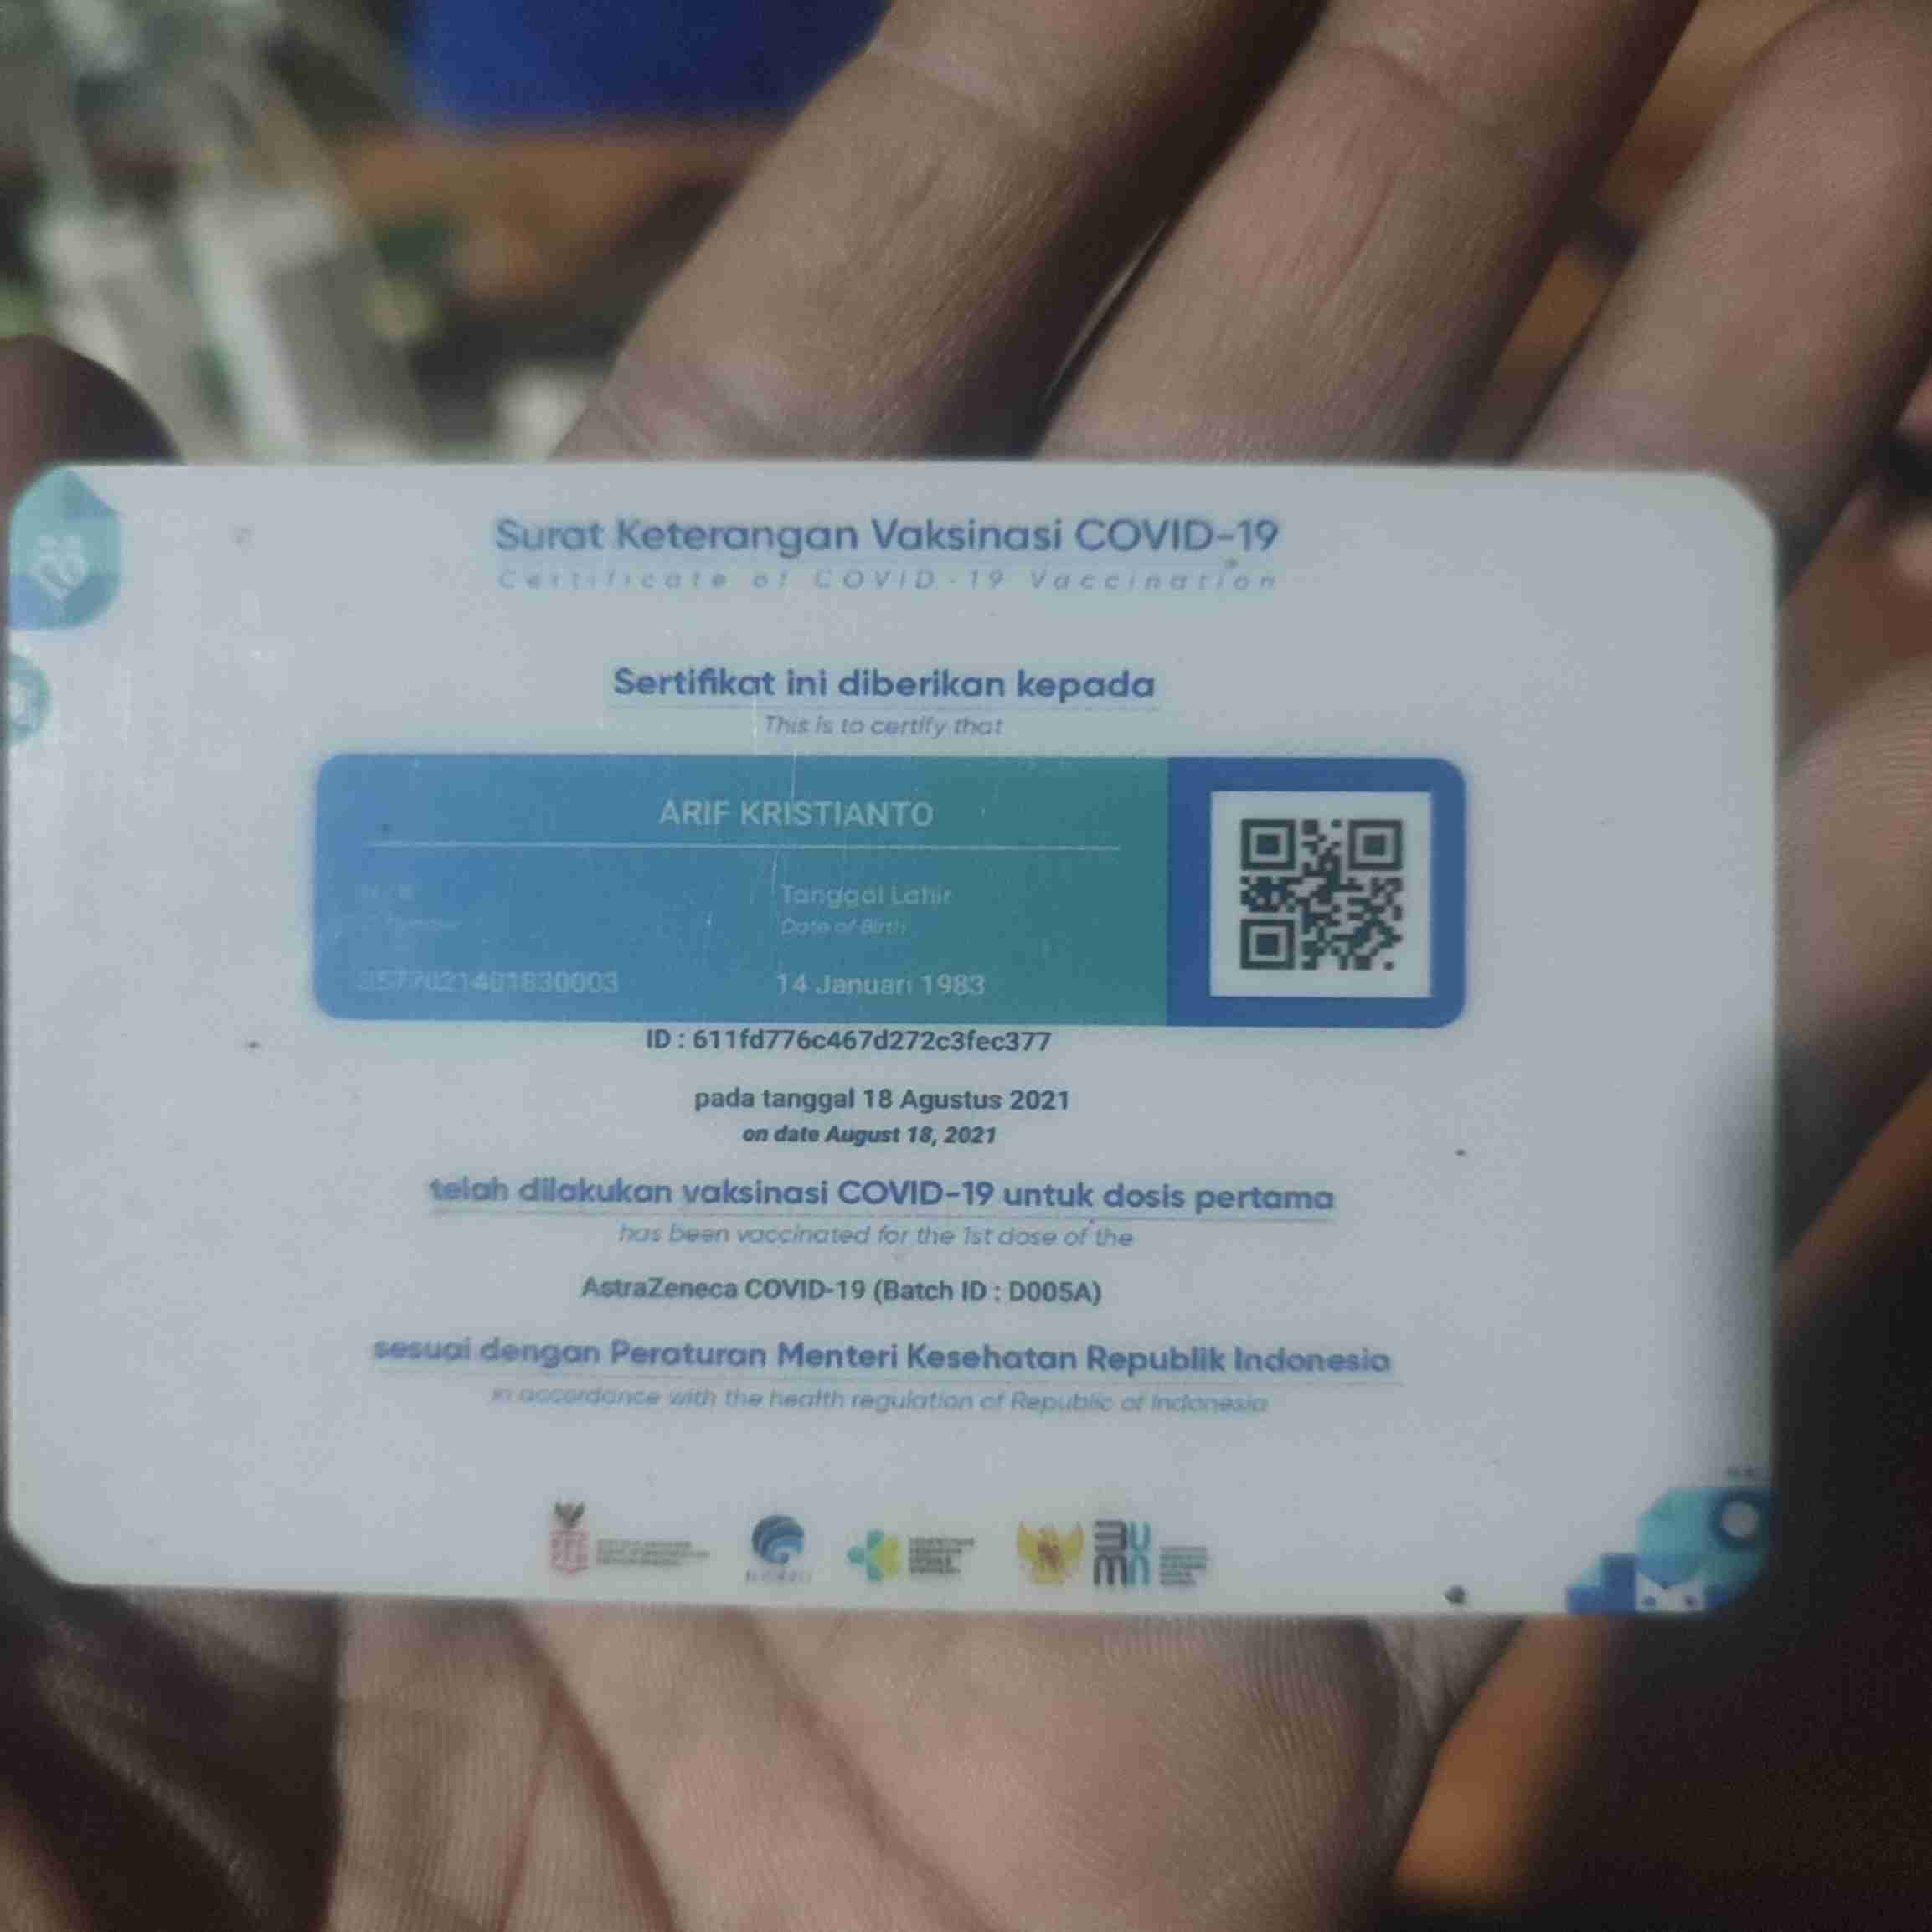 Surat Keterangan Vaksinasi COVID-19
Certificate of COVID-19 Vaccination
Sertifikat ini diberikan kepada
This is to certify that
ARIF KRISTIANTO
Tanggal Lahir
Date of Birth
3577021401830003 14 Januari 1983
ID : 611fd776c467d272c3fec377
pada tanggal 18 Agustus 2021
on date August 18, 2021
telah dilakukan vaksinasi COVID-19 untuk dosis pertama
has been vaccinated for the 1st dose of the
AstraZeneca COVID-19 (Batch ID : D005A)
sesuai dengan Peraturan Menteri Kesehatan Republik Indonesia
in accordance with the health regulation of Republic of Indonesia